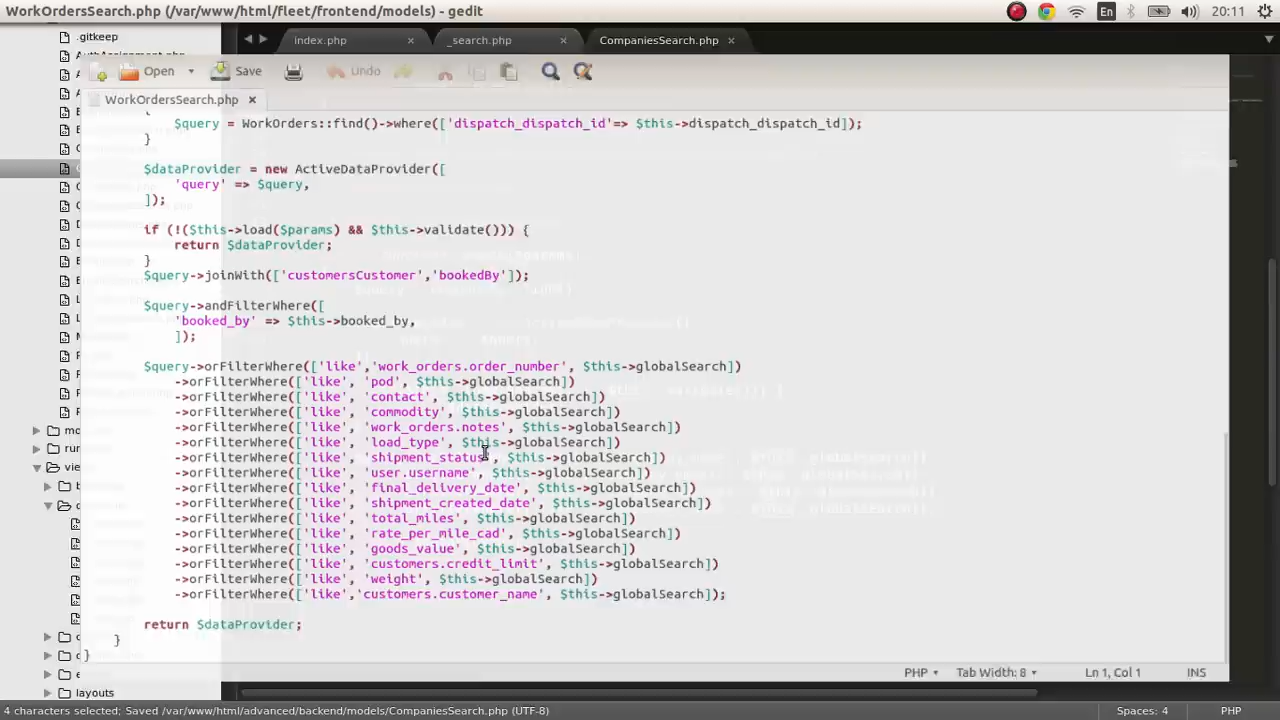 WorkOrdersSearch.php (/var/www/html/fleet/frontend/models) - gedit
En
20:11
.gitkeep
index.php ×
_search.php ×
CompaniesSearch.php ×
Open
Save
Undo
WorkOrdersSearch.php ×
$query = WorkOrders::find()->where(['dispatch_dispatch_id'=> $this->dispatch_dispatch_id]);
}
$dataProvider = new ActiveDataProvider([
'query' => $query,
]);
if (!($this->load($params) && $this->validate())) {
return $dataProvider;
}
$query->joinWith(['customersCustomer','bookedBy']);
$query->andFilterWhere([
'booked_by' => $this->booked_by,
]);
$query->orFilterWhere(['like','work_orders.order_number', $this->globalSearch])
->orFilterWhere(['like', 'pod', $this->globalSearch])
->orFilterWhere(['like', 'contact', $this->globalSearch])
->orFilterWhere(['like', 'commodity', $this->globalSearch])
->orFilterWhere(['like', 'work_orders.notes', $this->globalSearch])
->orFilterWhere(['like', 'load_type', $this->globalSearch])
->orFilterWhere(['like', 'shipment_status', $this->globalSearch])
->orFilterWhere(['like', 'user.username', $this->globalSearch])
->orFilterWhere(['like', 'final_delivery_date', $this->globalSearch])
->orFilterWhere(['like', 'shipment_created_date', $this->globalSearch])
->orFilterWhere(['like', 'total_miles', $this->globalSearch])
->orFilterWhere(['like', 'rate_per_mile_cad', $this->globalSearch])
->orFilterWhere(['like', 'goods_value', $this->globalSearch])
->orFilterWhere(['like', 'customers.credit_limit', $this->globalSearch])
->orFilterWhere(['like', 'weight', $this->globalSearch])
->orFilterWhere(['like','customers.customer_name', $this->globalSearch]);
return $dataProvider;
}
}
layouts
PHP
Tab Width: 8
Ln 1, Col 1
INS
4 characters selected; Saved /var/www/html/advanced/backend/models/CompaniesSearch.php (UTF-8)
Spaces: 4
PHP